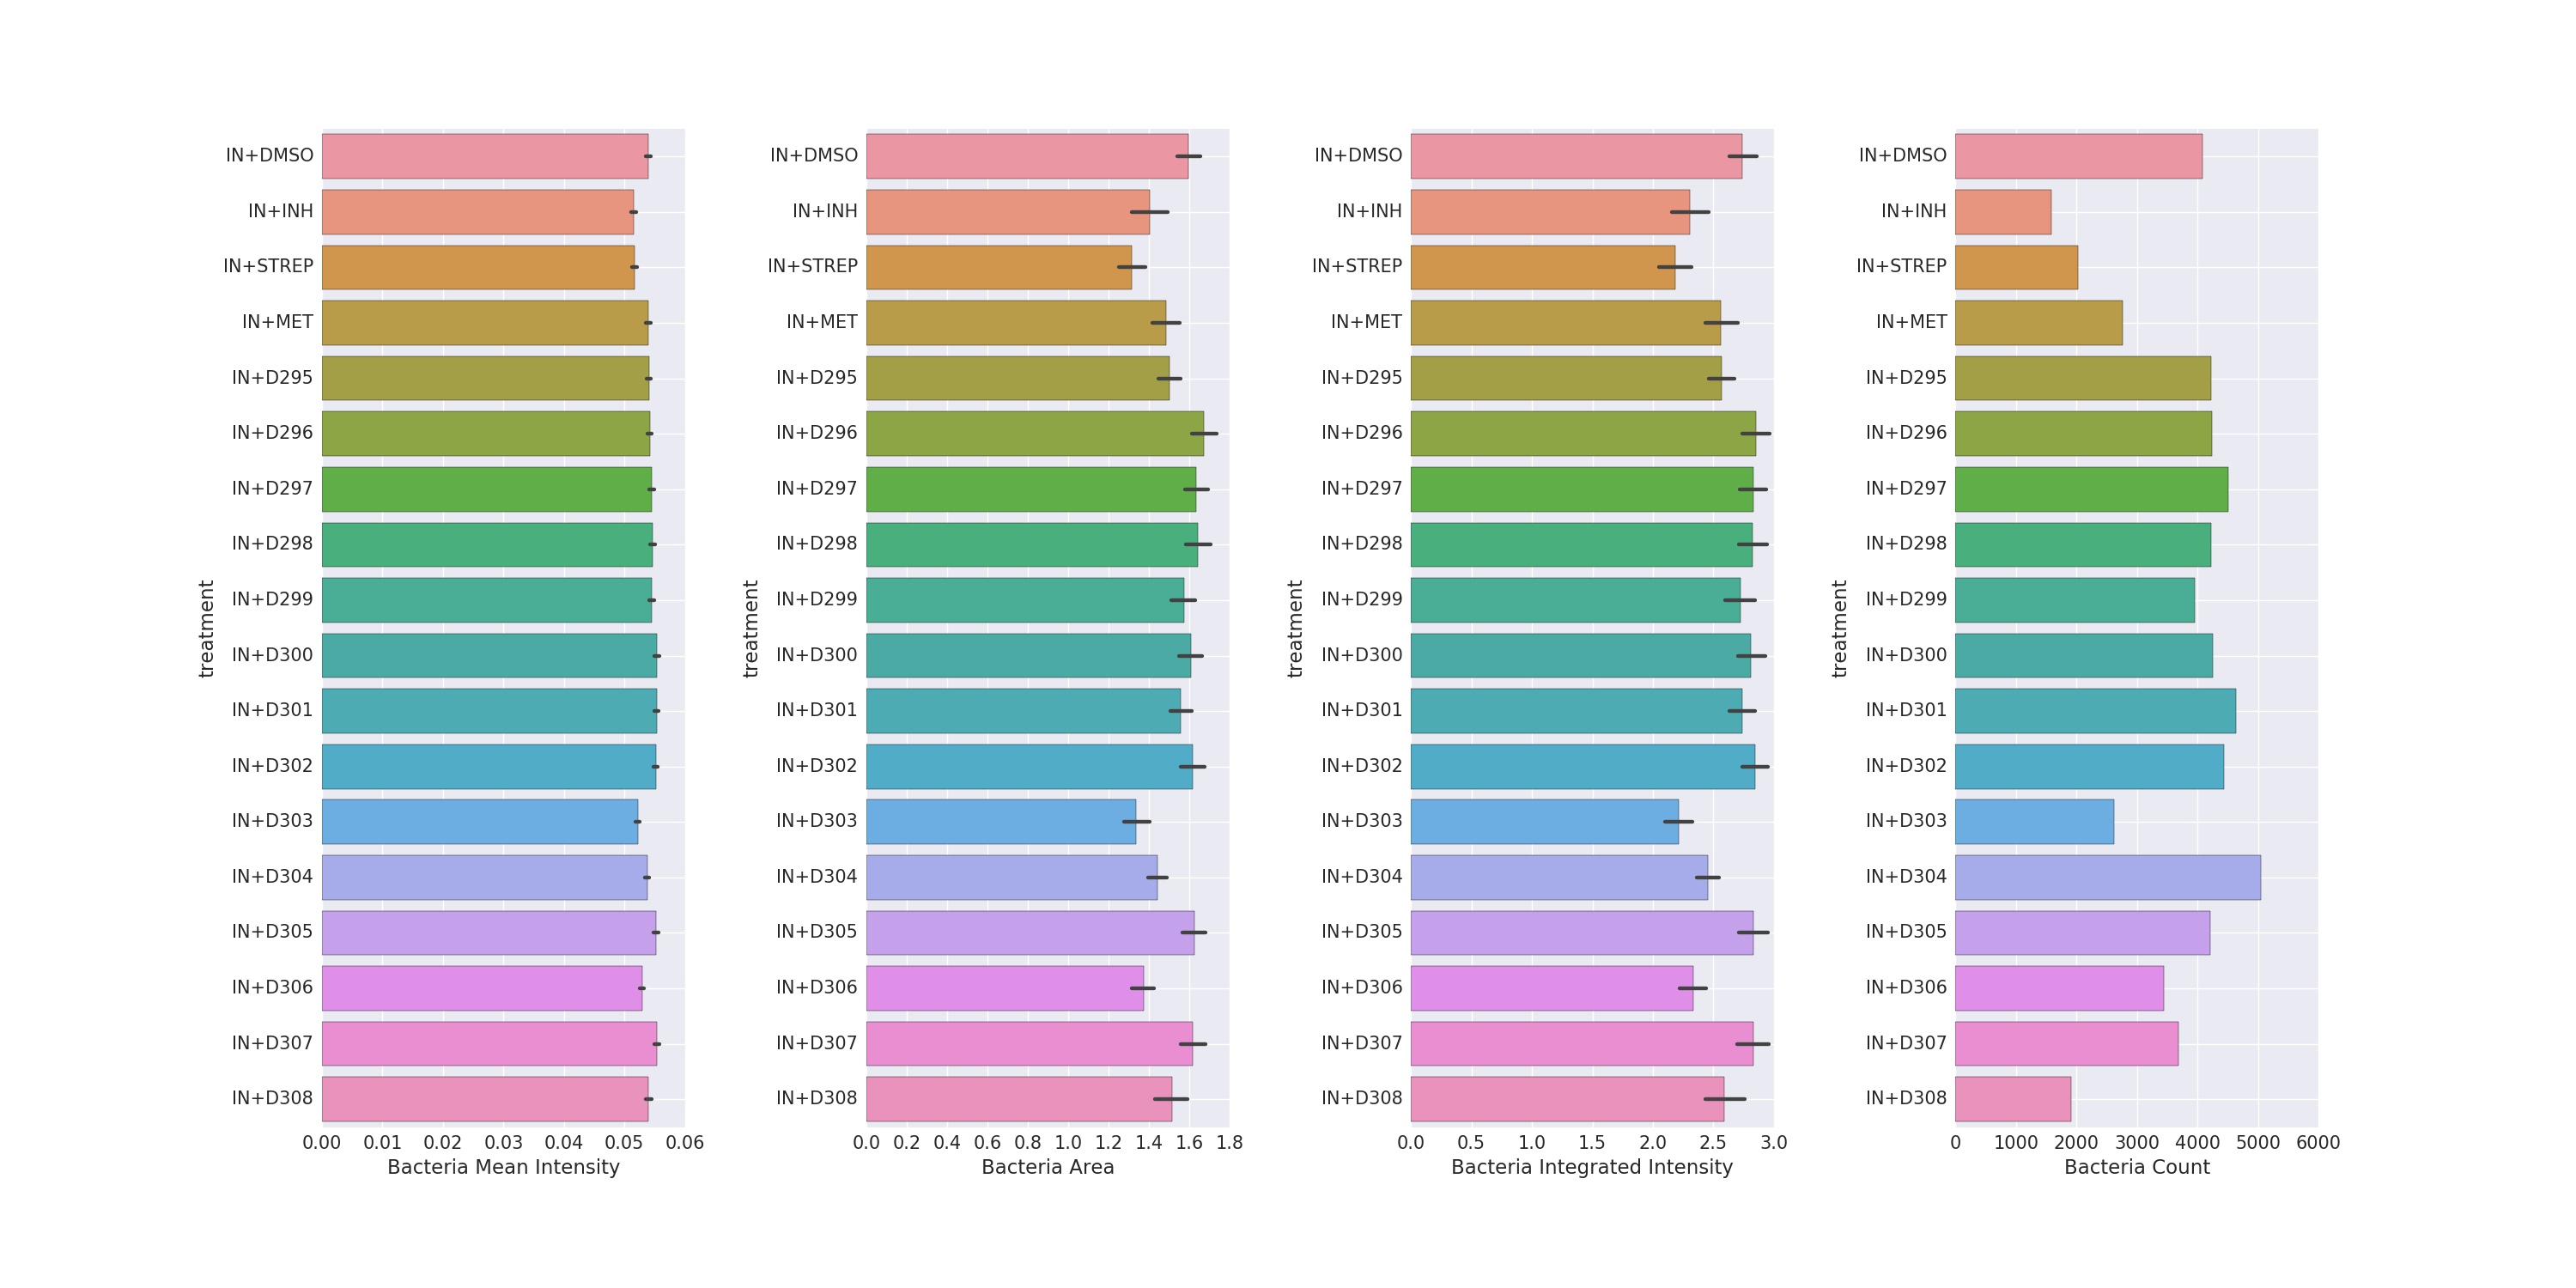 treatment
IN+DMSO
IN+INH
IN+STREP
IN+MET
IN+D295
IN+D296
IN+D297
IN+D298
IN+D299
IN+D300
IN+D301
IN+D302
IN+D303
IN+D304
IN+D305
IN+D306
IN+D307
IN+D308
0.00 0.01 0.02 0.03 0.04 0.05 0.06
Bacteria Mean Intensity
treatment
IN+DMSO
IN+INH
IN+STREP
IN+MET
IN+D295
IN+D296
IN+D297
IN+D298
IN+D299
IN+D300
IN+D301
IN+D302
IN+D303
IN+D304
IN+D305
IN+D306
IN+D307
IN+D308
0.0 0.2 0.4 0.6 0.8 1.0 1.2 1.4 1.6 1.8
Bacteria Area
treatment
IN+DMSO
IN+INH
IN+STREP
IN+MET
IN+D295
IN+D296
IN+D297
IN+D298
IN+D299
IN+D300
IN+D301
IN+D302
IN+D303
IN+D304
IN+D305
IN+D306
IN+D307
IN+D308
0.0 0.5 1.0 1.5 2.0 2.5 3.0
Bacteria Integrated Intensity
treatment
IN+DMSO
IN+INH
IN+STREP
IN+MET
IN+D295
IN+D296
IN+D297
IN+D298
IN+D299
IN+D300
IN+D301
IN+D302
IN+D303
IN+D304
IN+D305
IN+D306
IN+D307
IN+D308
0 1000 2000 3000 4000 5000 6000
Bacteria Count